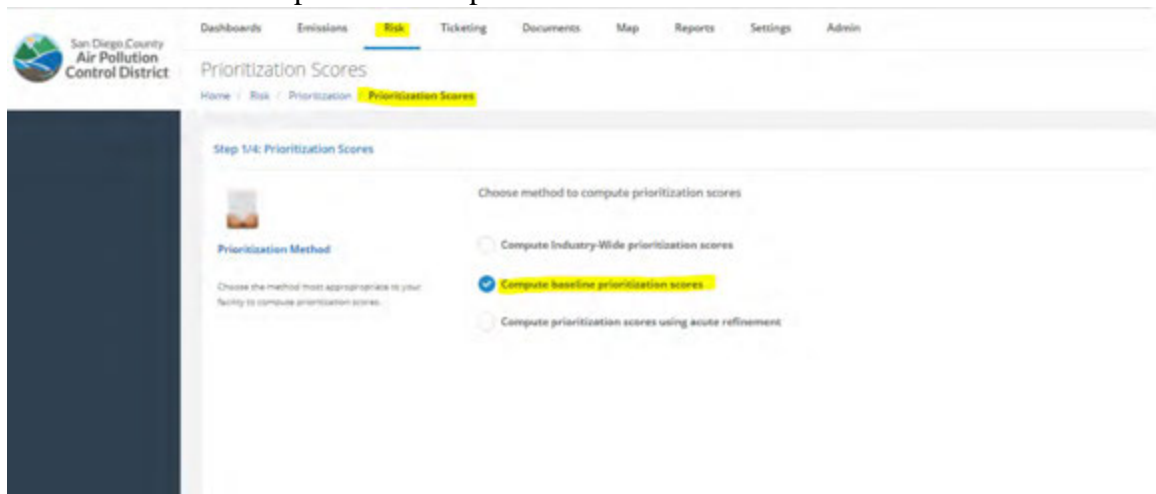 Dashboards Emissions Risk Ticketing Documents Map Reports Settings Admin
San Diego County
Air Pollution
Control District
Prioritization Scores
Home / Risk / Prioritization / Prioritization Scores
Step 1/4: Prioritization Scores
Choose method to compute prioritization scores
Prioritization Method
Compute Industry-Wide prioritization scores
Choose the method most appropriate to your
facility to compute prioritization scores.
Compute baseline prioritization scores
Compute prioritization scores using acute refinement